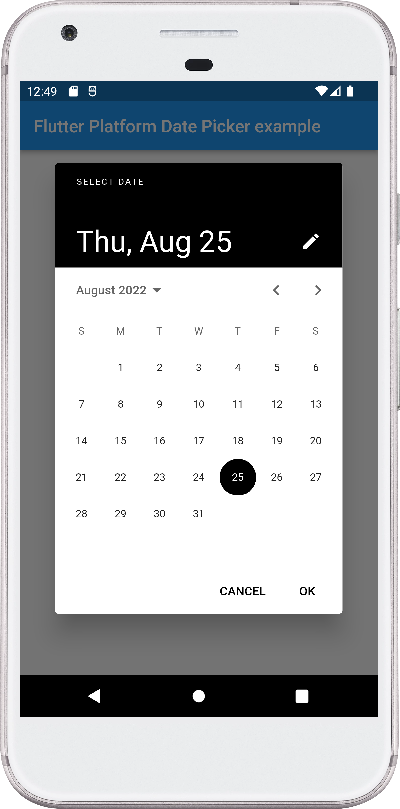 12:49
Flutter Platform Date Picker example
SELECT DATE
Thu, Aug 25
August 2022
S M T W T F S
1 2 3 4 5 6
7 8 9 10 11 12 13
14 15 16 17 18 19 20
21 22 23 24 25 26 27
28 29 30 31
CANCEL OK